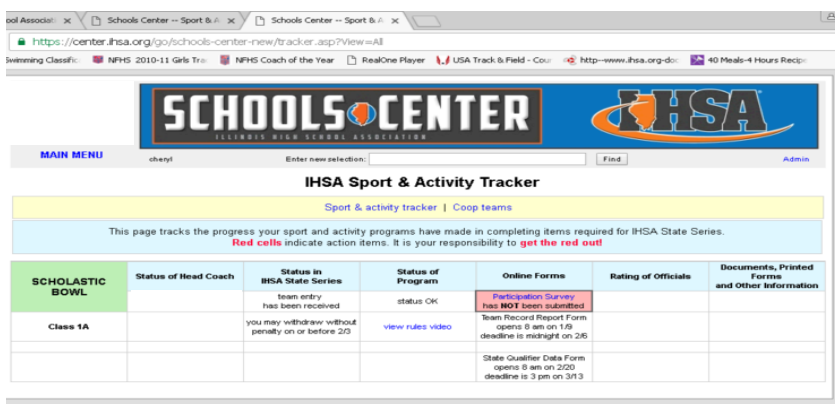 ool Associati
Schools Center -- Sport & A
Schools Center -- Sport & A
https://center.ihsa.org/go/schools-center-new/tracker.asp?View=All
Swimming Classific
NFHS 2010-11 Girls Tra
NFHS Coach of the Year
RealOne Player
USA Track & Field - Cour
http--www.ihsa.org-do
40 Meals-4 Hours Recip
SCHOOLS CENTER
ILLINOIS HIGH SCHOOL ASSOCIATION
IHSA
MAIN MENU
cheryl
Enter new selection:
Find
Admin
IHSA Sport & Activity Tracker
Sport & activity tracker | Coop teams
This page tracks the progress your sport and activity programs have made in completing items required for IHSA State Series.
Red cells indicate action items. It is your responsibility to get the red out!
SCHOLASTIC
BOWL
Status of Head Coach
Status in
IHSA State Series
Status of
Program
Online Forms
Rating of Officials
Documents, Printed
Forms
and Other Information
team entry
has been received
status OK
Participation Survey
has NOT been submitted
Class 1A
you may withdraw without
penalty on or before 2/3
view rules video
Team Record Report Form
opens 8 am on 1/9
deadline is midnight on 2/6
State Qualifier Data Form
opens 8 am on 2/20
deadline is 3 pm on 3/13